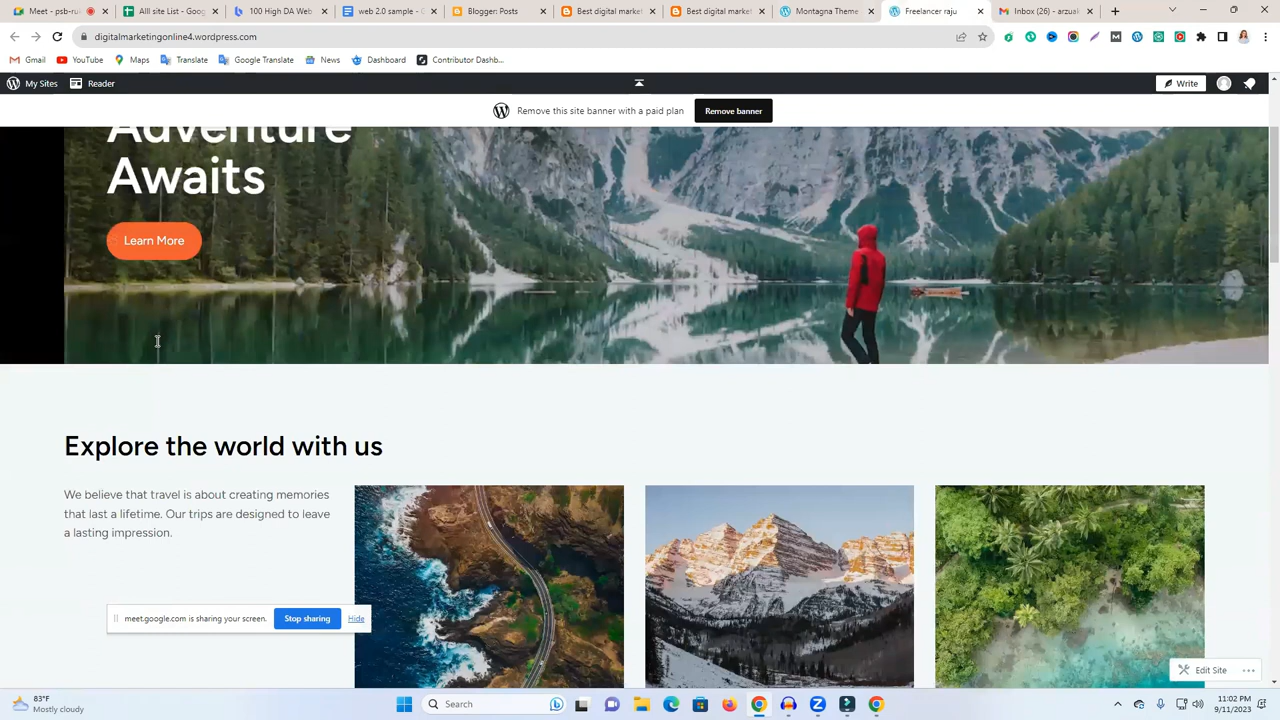 Meet - psb-ru
All site List - Goog
100 High DA Web
web 2.0 sample - G
Blogger: Posts
Best digital market
Best digital market
Montagna Theme
Freelancer raju
Inbox (26) - arzuak
digitalmarketingonline4.wordpress.com
Gmail
YouTube
Maps
Translate
Google Translate
News
Dashboard
Contributor Dashb...
My Sites
Reader
Write
Remove this site banner with a paid plan
Remove banner
Adventure
Awaits
Learn More
Explore the world with us
We believe that travel is about creating memories
that last a lifetime. Our trips are designed to leave
a lasting impression.
meet.google.com is sharing your screen.
Stop sharing
Hide
Edit Site
83°F
Mostly cloudy
Search
11:02 PM
9/11/2023